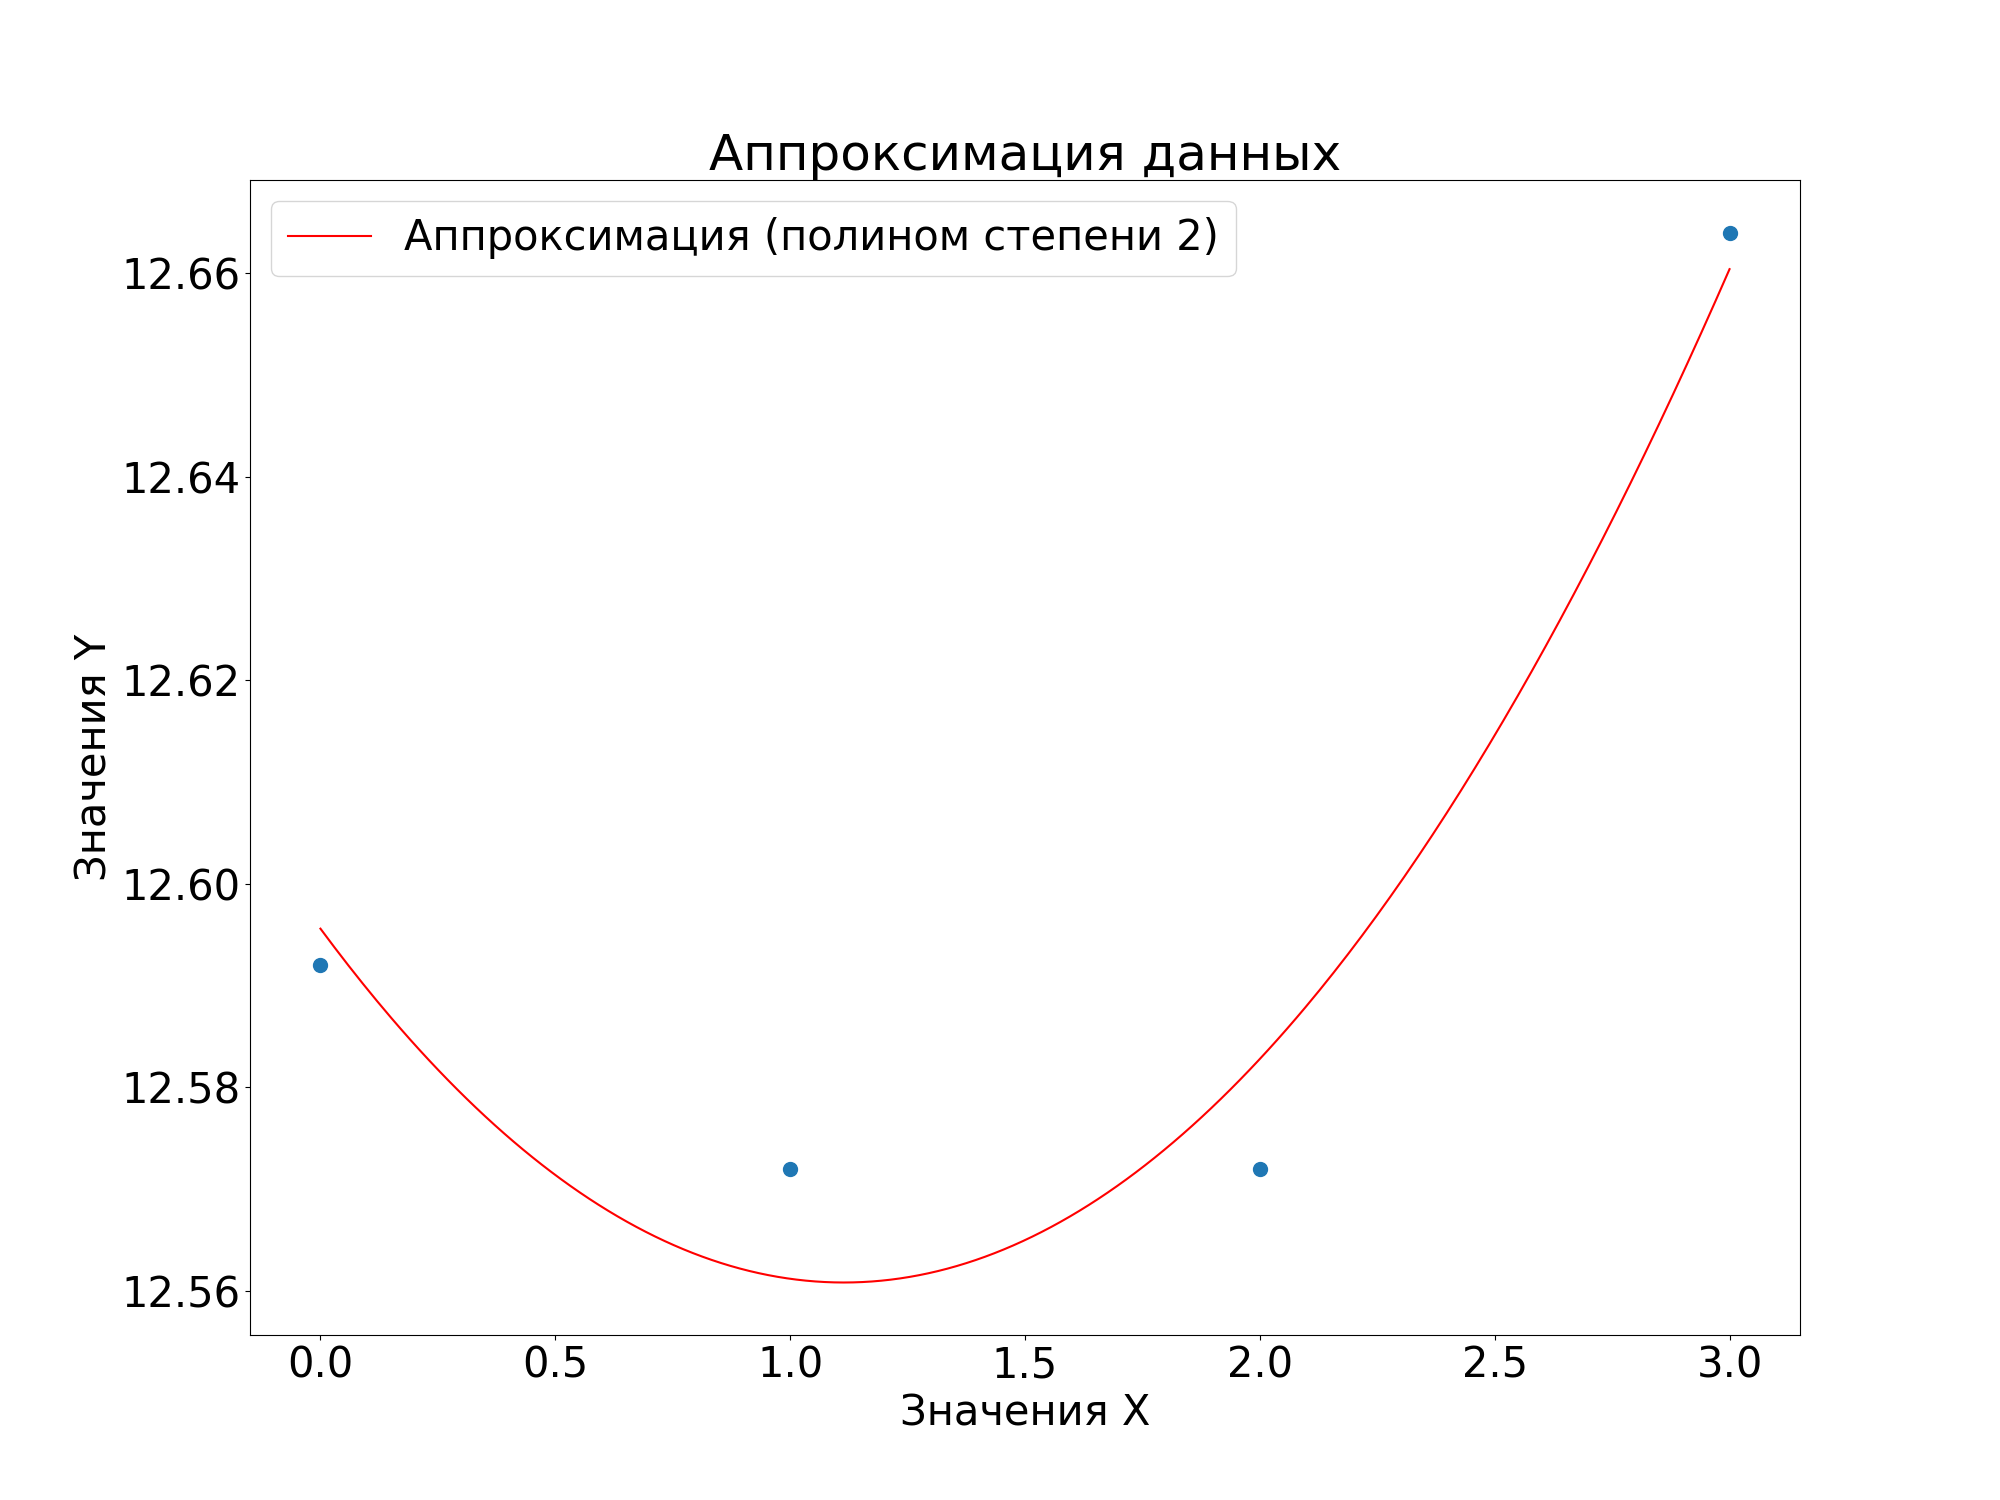 Аппроксимация данных
Аппроксимация (полином степени 2)
12.66
12.64
12.62
12.60
12.58
12.56
Значения Y
0.0 0.5 1.0 1.5 2.0 2.5 3.0
Значения X